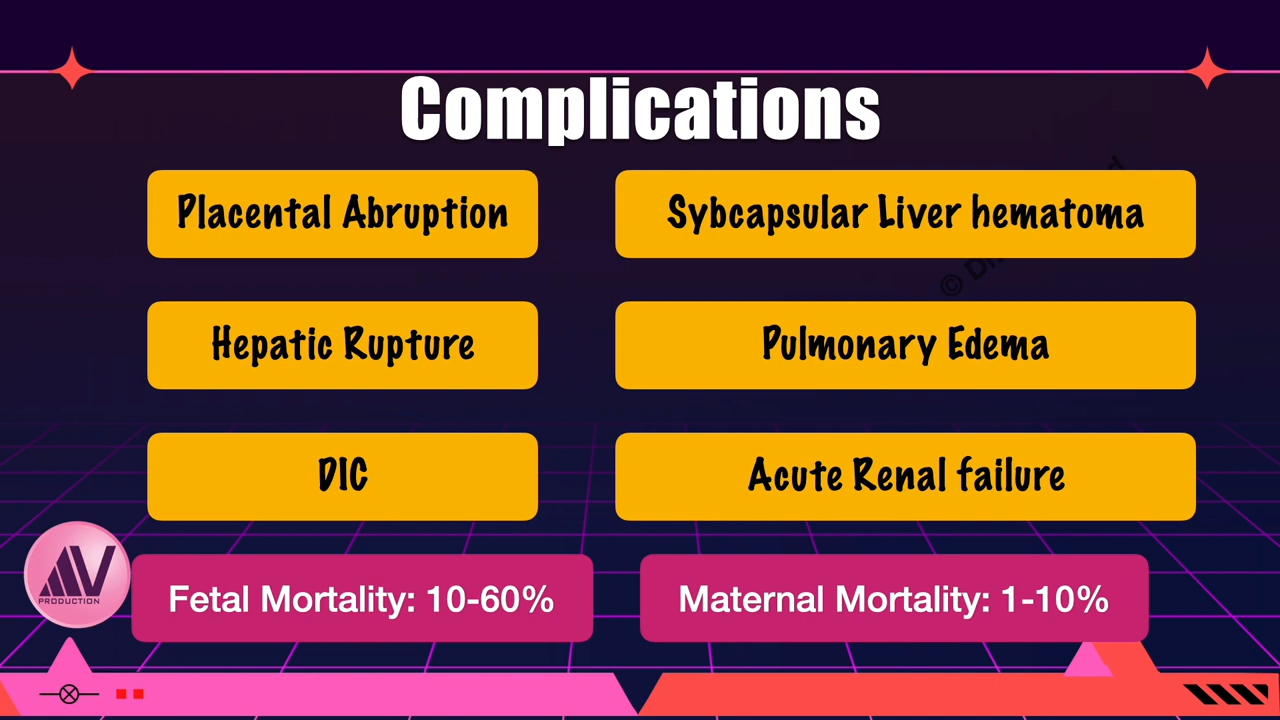 Complications
Placental Abruption
Sybcapsular Liver hematoma
Hepatic Rupture
Pulmonary Edema
DIC
Acute Renal failure
AV
PRODUCTION
Fetal Mortality: 10-60%
Maternal Mortality: 1-10%